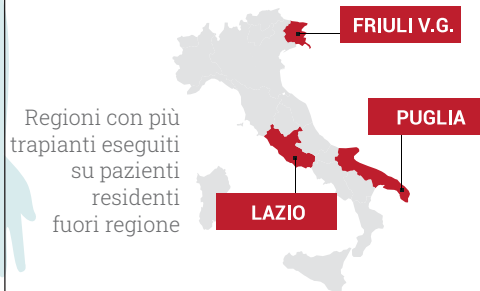 FRIULI V.G.
Regioni con più
trapianti eseguiti
su pazienti
residenti
fuori regione
PUGLIA
LAZIO